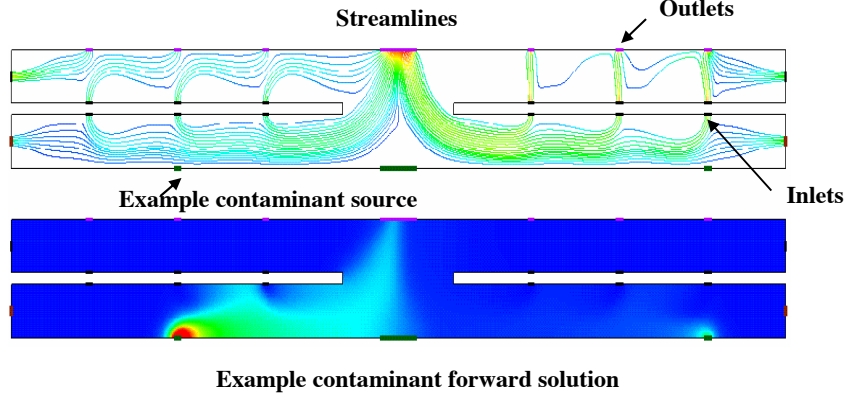 Outlets
Streamlines
Example contaminant source
Inlets
Example contaminant forward solution